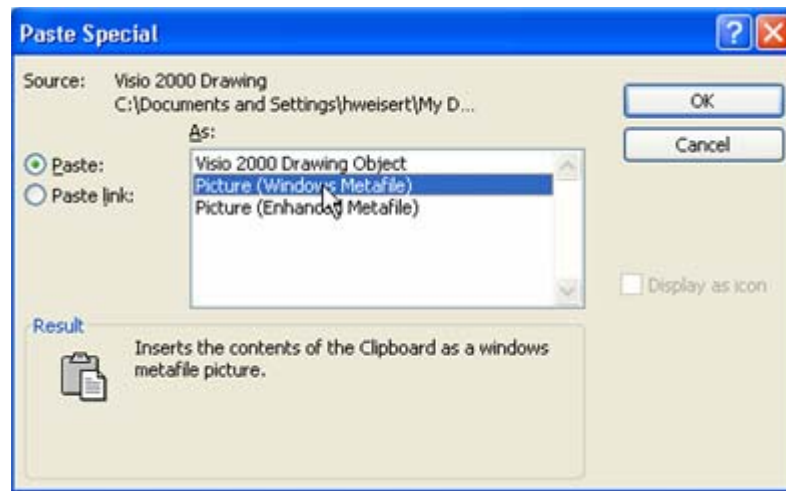 Paste Special
?
X
Source: Visio 2000 Drawing
C:\Documents and Settings\hweisert\My D...
OK
As:
Cancel
Paste:
Visio 2000 Drawing Object
Picture (Windows Metafile)
Paste link:
Picture (Enhanced Metafile)
Display as icon
Result
Inserts the contents of the Clipboard as a windows
metafile picture.